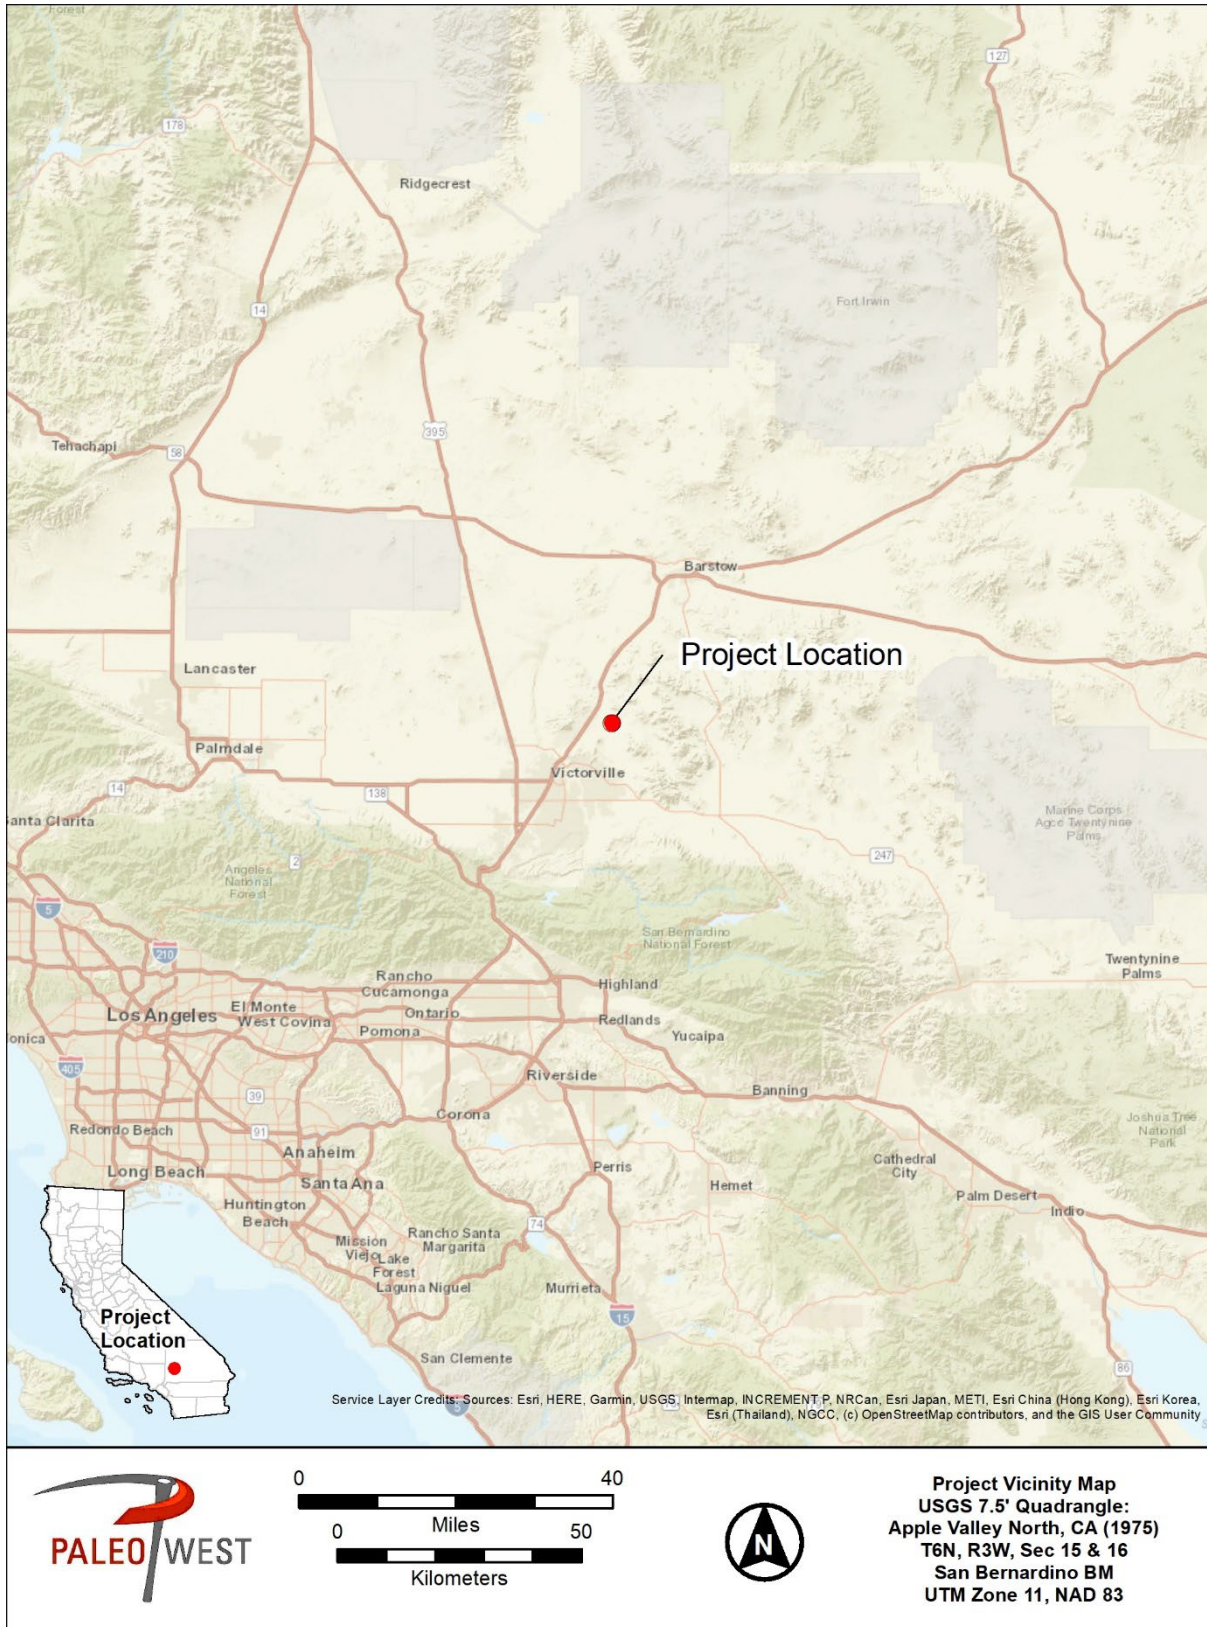 Forest
127
178
Ridgecrest
Fort Irwin
14
395
Tehachapi
58
Barstow
Project Location
Lancaster
Palmdale
Victorville
14
138
Santa Clarita
Marine Corps
Agcc Twentynine
Palms
2
247
Angeles
National
Forest
5
San Bernardino
National Forest
210
Twentynine
Palms
Rancho
Cucamonga
Highland
El Monte
Los Angeles
West Covina
Ontario
Redlands
Pomona
Yucaipa
onica
405
Riverside
Banning
39
Corona
Joshua Tree
National
Park
Redondo Beach
91
Anaheim
Cathedral
City
Long Beach
Santa Ana
Perris
Hemet
Palm Desert
Indio
Huntington
Beach
74
Rancho Santa
Margarita
Mission
Viejo
Lake
Forest
Laguna Niguel
Murrieta
15
Project
Location
San Clemente
86
5
Service Layer Credits: Sources: Esri, HERE, Garmin, USGS, Intermap, INCREMENT P, NRCan, Esri Japan, METI, Esri China (Hong Kong), Esri Korea,
Esri (Thailand), NGCC, (c) OpenStreetMap contributors, and the GIS User Community
PALEO WEST
0 40
Miles
0 50
Kilometers
N
Project Vicinity Map
USGS 7.5' Quadrangle:
Apple Valley North, CA (1975)
T6N, R3W, Sec 15 & 16
San Bernardino BM
UTM Zone 11, NAD 83